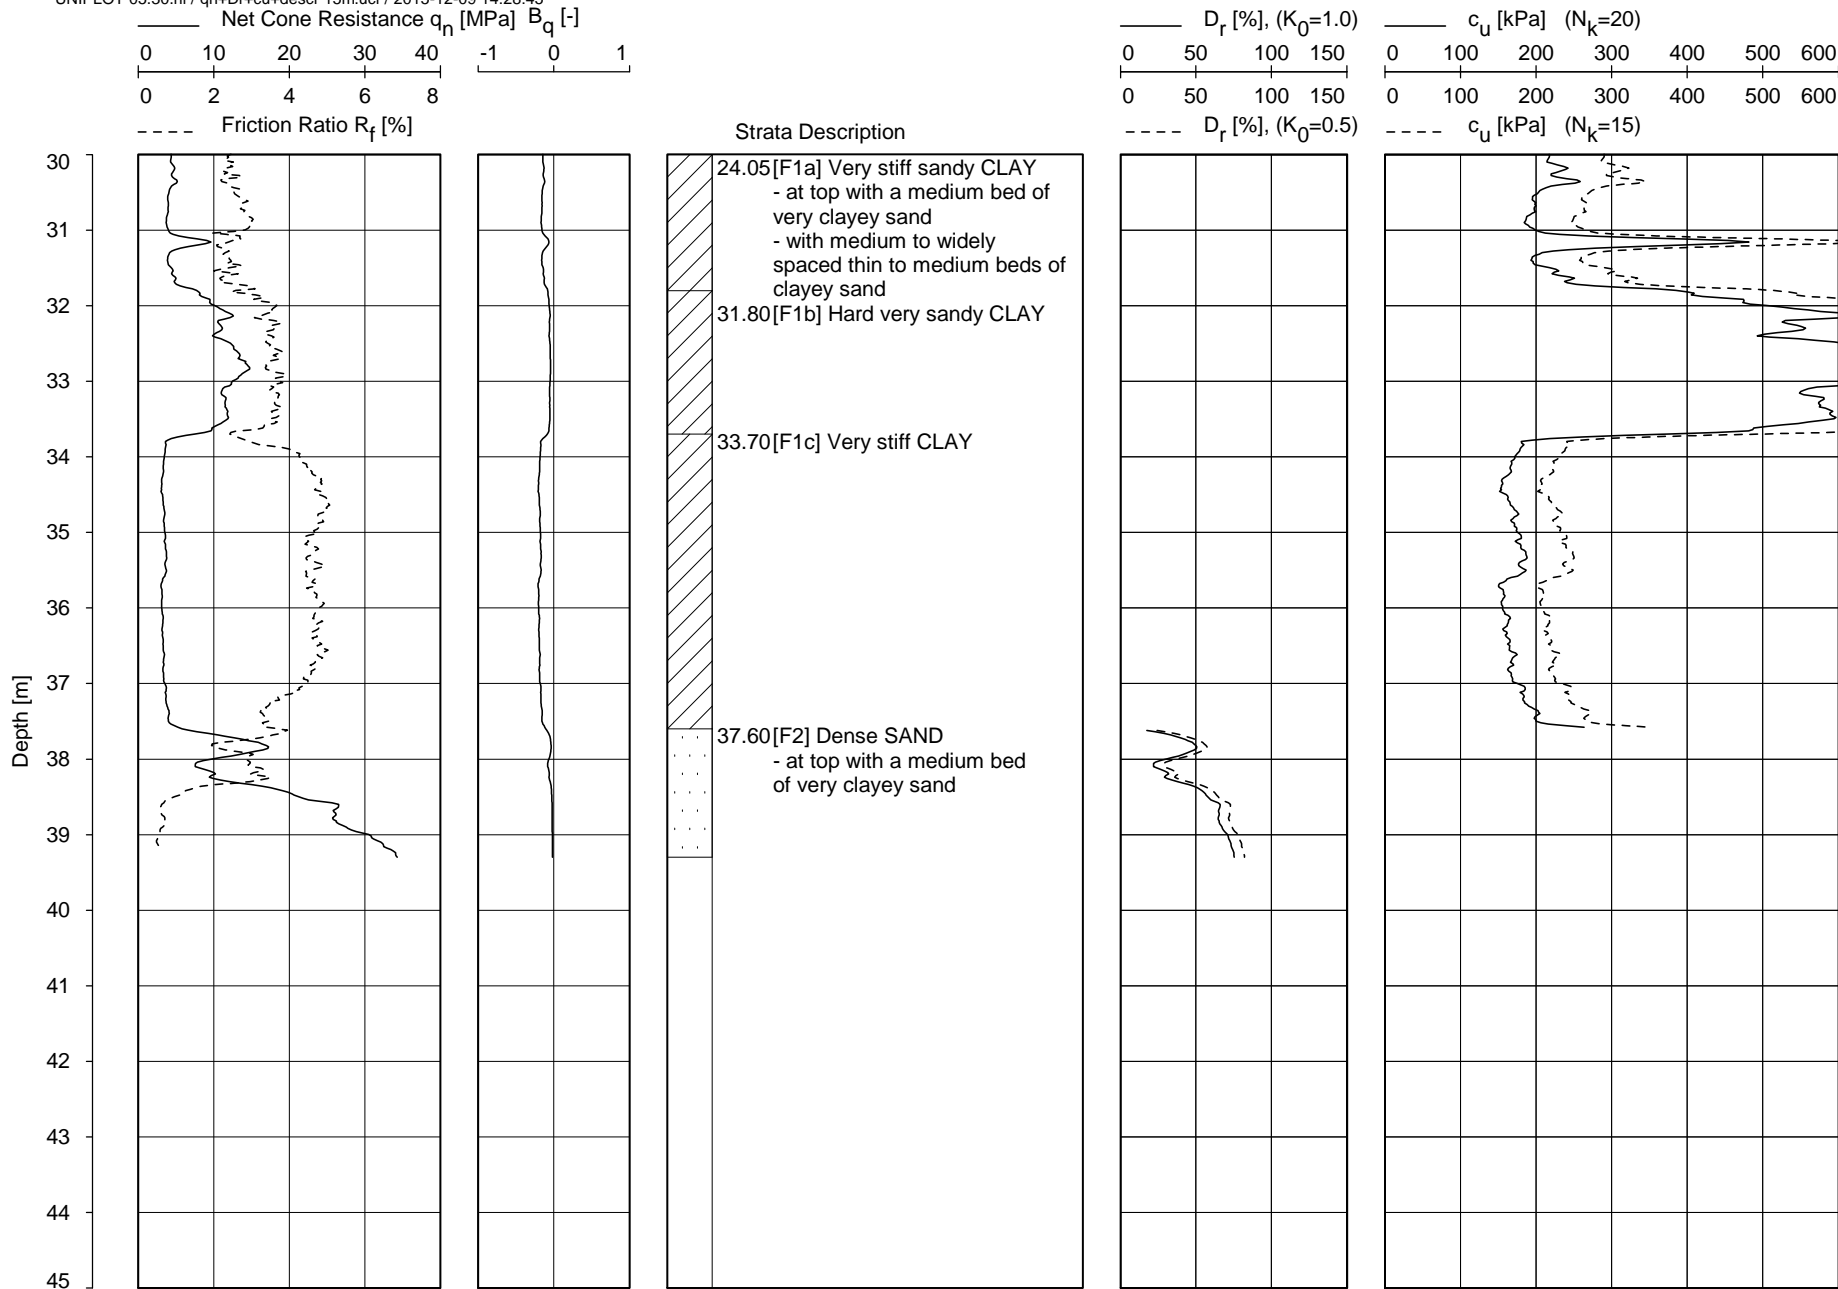 Net Cone Resistance qn [MPa] Bq [-]
0 10 20 30 40
-1 0 1
0 2 4 6 8
Friction Ratio Rf [%]
Strata Description
Dr [%], (K0=1.0)
0 50 100 150
0 50 100 150
Dr [%], (K0=0.5)
cu [kPa] (Nk=20)
0 100 200 300 400 500 600
0 100 200 300 400 500 600
cu [kPa] (Nk=15)
Depth [m]
30
31
32
33
34
35
36
37
38
39
40
41
42
43
44
45
24.05 [F1a] Very stiff sandy CLAY
- at top with a medium bed of
very clayey sand
- with medium to widely
spaced thin to medium beds of
clayey sand
31.80 [F1b] Hard very sandy CLAY
33.70 [F1c] Very stiff CLAY
37.60 [F2] Dense SAND
- at top with a medium bed
of very clayey sand